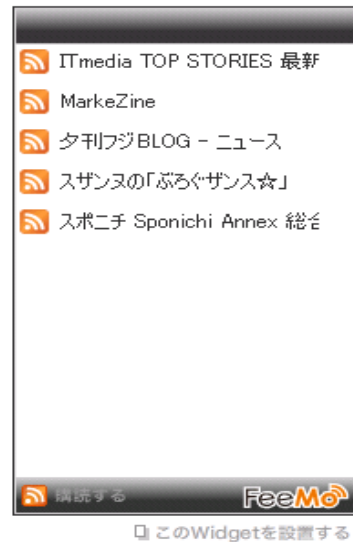 ITmedia TOP STORIES 最新
MarkeZine
夕刊フジBLOG - ニュース
スザンヌの「ぶろぐザンス☆」
スポニチ Sponichi Annex 総合
購読する
FeeMo
このWidgetを設置する